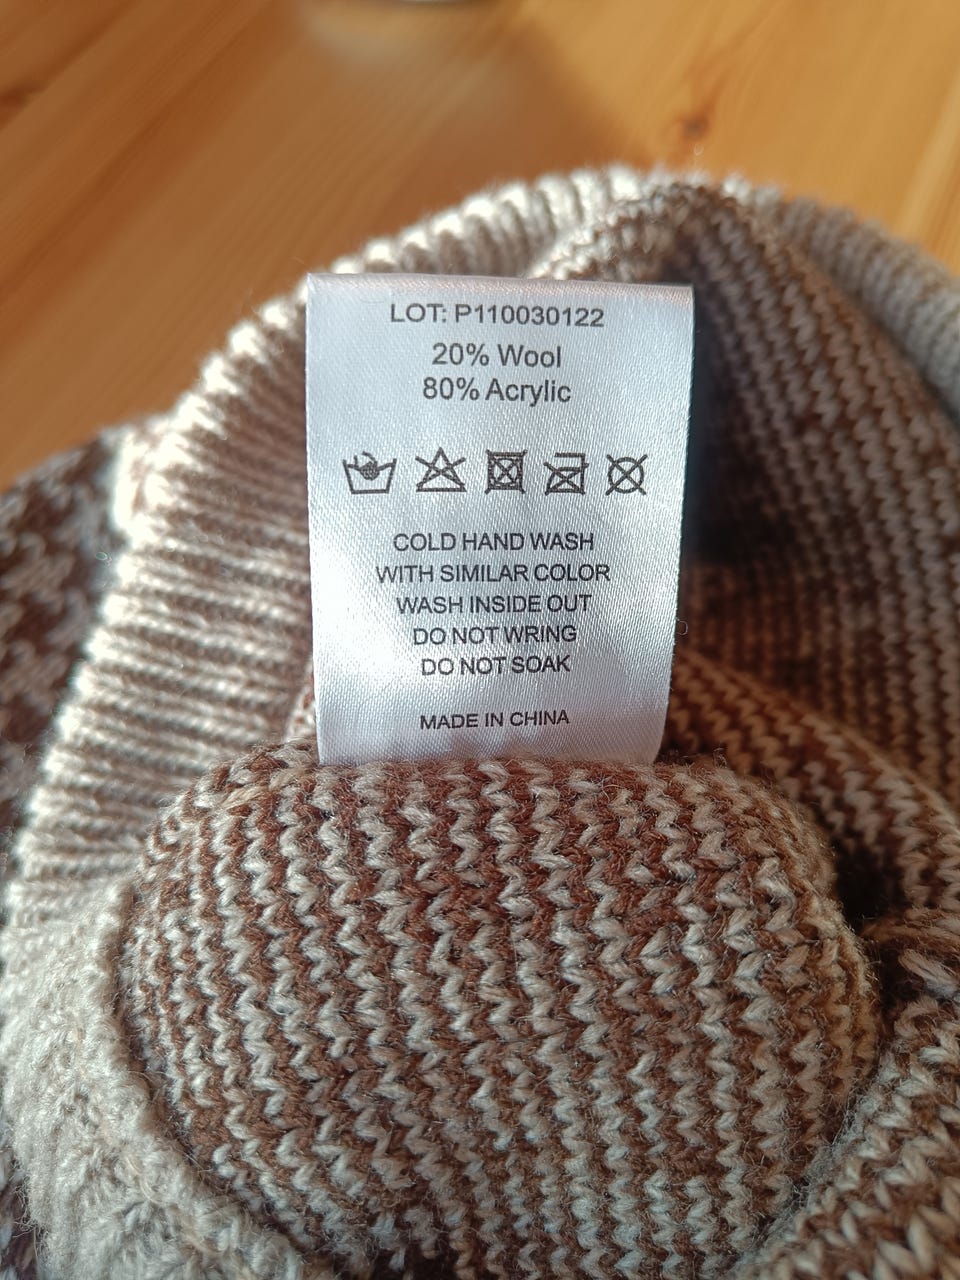 LOT: P110030122
20% Wool
80% Acrylic
COLD HAND WASH
WITH SIMILAR COLOR
WASH INSIDE OUT
DO NOT WRING
DO NOT SOAK
MADE IN CHINA